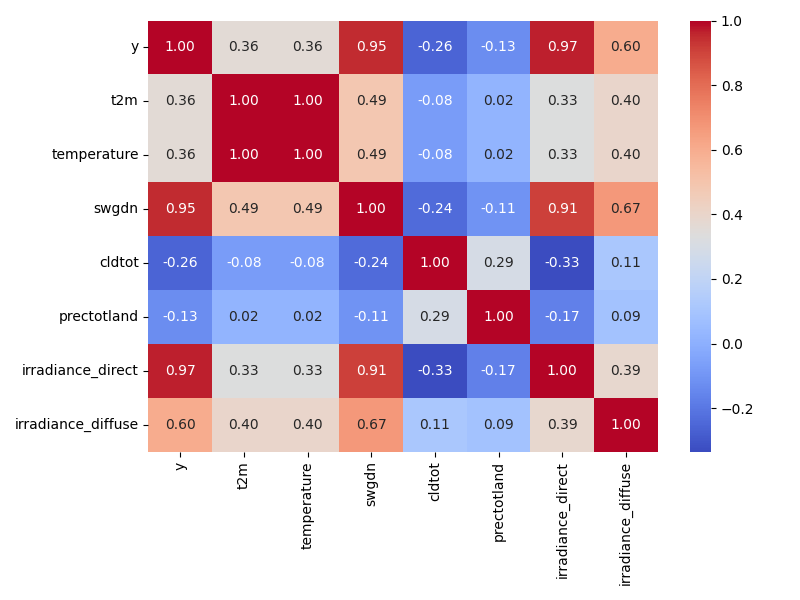 y 1.00 0.36 0.36 0.95 -0.26 -0.13 0.97 0.60
t2m 0.36 1.00 1.00 0.49 -0.08 0.02 0.33 0.40
temperature 0.36 1.00 1.00 0.49 -0.08 0.02 0.33 0.40
swgdn 0.95 0.49 0.49 1.00 -0.24 -0.11 0.91 0.67
cldtot -0.26 -0.08 -0.08 -0.24 1.00 0.29 -0.33 0.11
prectotland -0.13 0.02 0.02 -0.11 0.29 1.00 -0.17 0.09
irradiance_direct 0.97 0.33 0.33 0.91 -0.33 -0.17 1.00 0.39
irradiance_diffuse 0.60 0.40 0.40 0.67 0.11 0.09 0.39 1.00
y
t2m
temperature
swgdn
cldtot
prectotland
irradiance_direct
irradiance_diffuse
1.0
0.8
0.6
0.4
0.2
0.0
−0.2